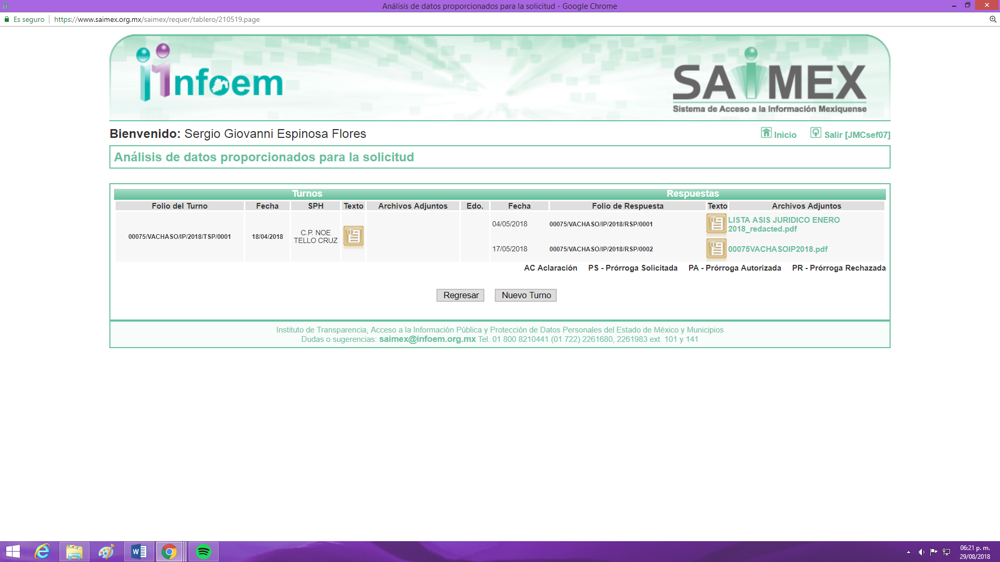 Análisis de datos proporcionados para la solicitud - Google Chrome
Es seguro
https://www.saimex.org.mx/saimex/requer/tablero/210519.page
infoem
SAIMEX
Sistema de Acceso a la Información Mexiquense
Bienvenido: Sergio Giovanni Espinosa Flores
Inicio
Salir [JMCsef07]
Análisis de datos proporcionados para la solicitud
Turnos
Respuestas
Folio del Turno
Fecha
SPH
Texto
Archivos Adjuntos
Edo.
Fecha
Folio de Respuesta
Texto
Archivos Adjuntos
00075/VACHASO/IP/2018/TSP/0001
18/04/2018
C.P. NOE
TELLO CRUZ
04/05/2018
00075/VACHASO/IP/2018/RSP/0001
LISTA ASIS JURIDICO ENERO
2018_redacted.pdf
17/05/2018
00075/VACHASO/IP/2018/RSP/0002
00075VACHASOIP2018.pdf
AC Aclaración
PS - Prórroga Solicitada
PA - Prórroga Autorizada
PR - Prórroga Rechazada
Regresar
Nuevo Turno
Instituto de Transparencia, Acceso a la Información Pública y Protección de Datos Personales del Estado de México y Municipios
Dudas o sugerencias: saimex@infoem.org.mx Tel. 01 800 8210441 (01 722) 2261680, 2261983 ext. 101 y 141
06:21 p. m.
29/08/2018